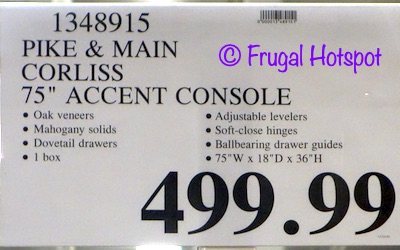 1348915
© Frugal Hotspot
PIKE & MAIN
CORLISS
75" ACCENT CONSOLE
• Oak veneers
• Mahogany solids
• Dovetail drawers
• 1 box
• Adjustable levelers
• Soft-close hinges
• Ballbearing drawer guides
• 75"W x 18"D x 36"H
499.99